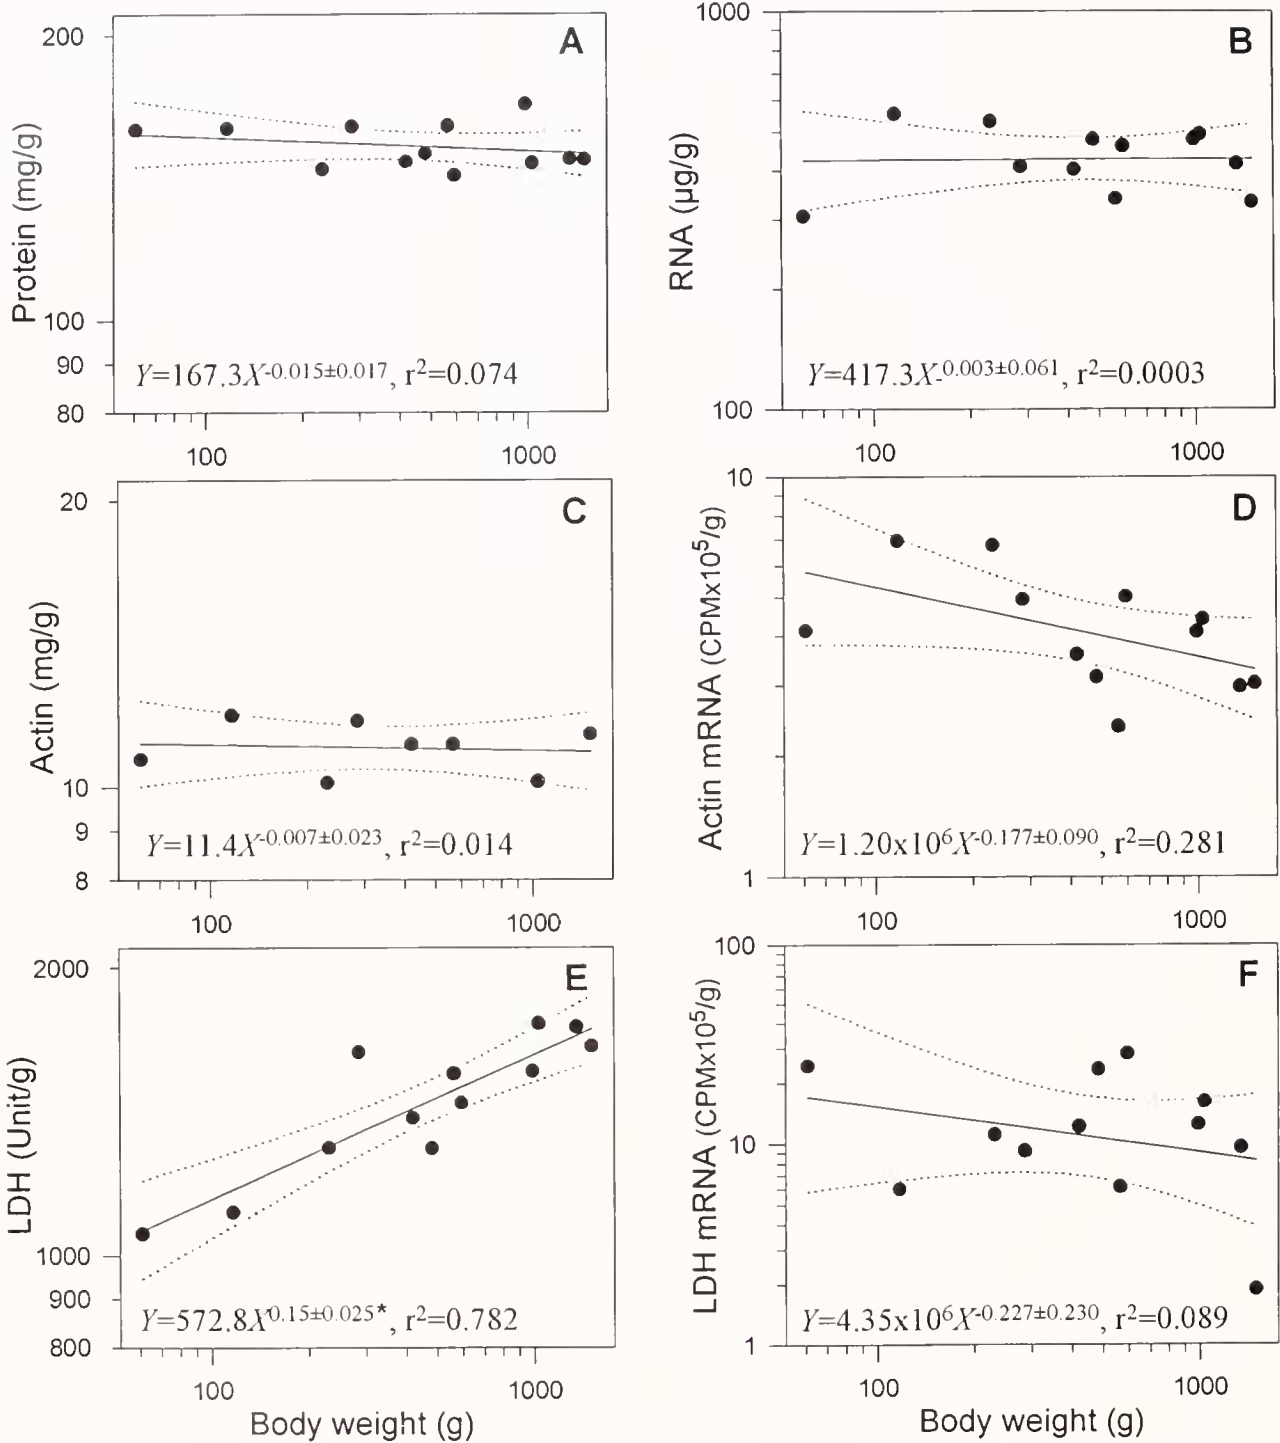 A
Protein (mg/g)
200
100
90
80
Y=167.3X-0.015±0.017, r2=0.074
100
1000
B
RNA (µg/g)
1000
100
Y=417.3X-0.003±0.061, r2=0.0003
100
1000
C
Actin (mg/g)
20
10
9
8
Y=11.4X-0.007±0.023, r2=0.014
100
1000
D
Actin mRNA (CPMx105/g)
10
1
Y=1.20x106X-0.177±0.090, r2=0.281
100
1000
E
LDH (Unit/g)
2000
1000
900
800
Y=572.8X0.15±0.025*, r2=0.782
100
1000
Body weight (g)
F
LDH mRNA (CPMx105/g)
100
10
1
Y=4.35x106X-0.227±0.230, r2=0.089
100
1000
Body weight (g)